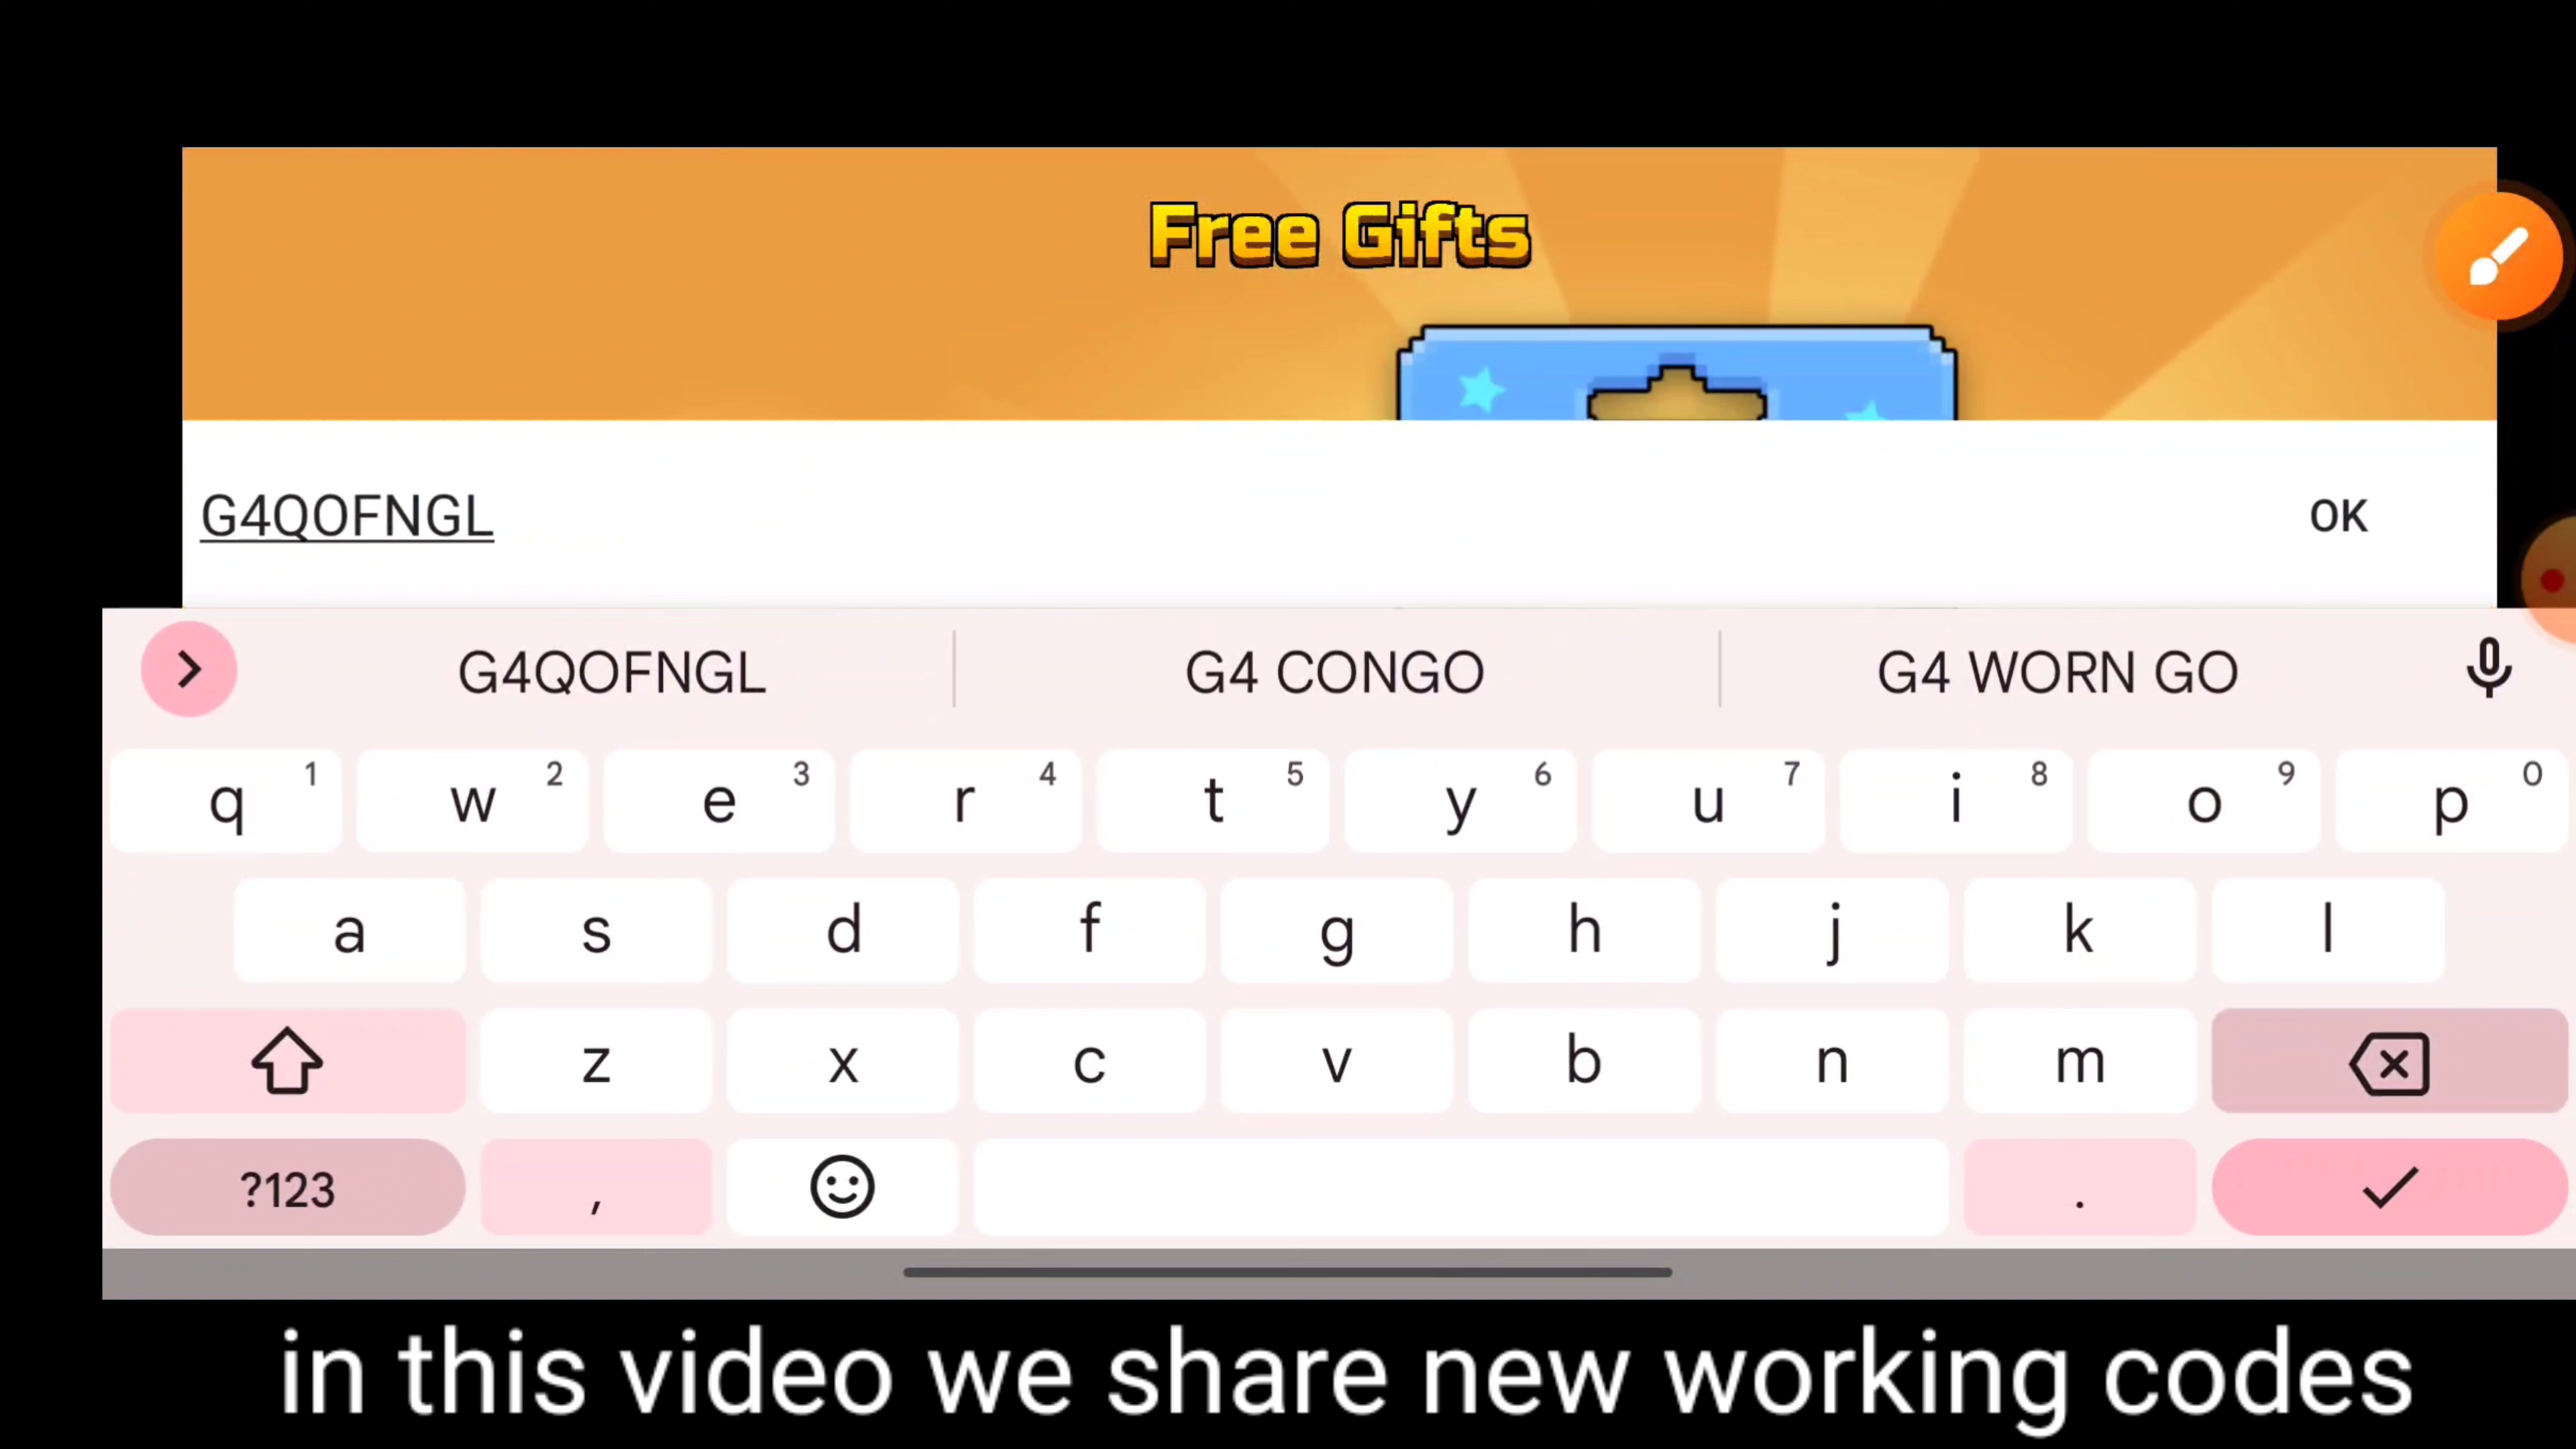 Free Gifts
G4QOFNGL OK
G4QOFNGL G4 CONGO G4 WORN GO
q 1 w 2 e 3 r 4 t 5 y 6 u 7 i 8 o 9 p 0
a s d f g h j k l
z x c v b n m
?123 , .
in this video we share new working codes